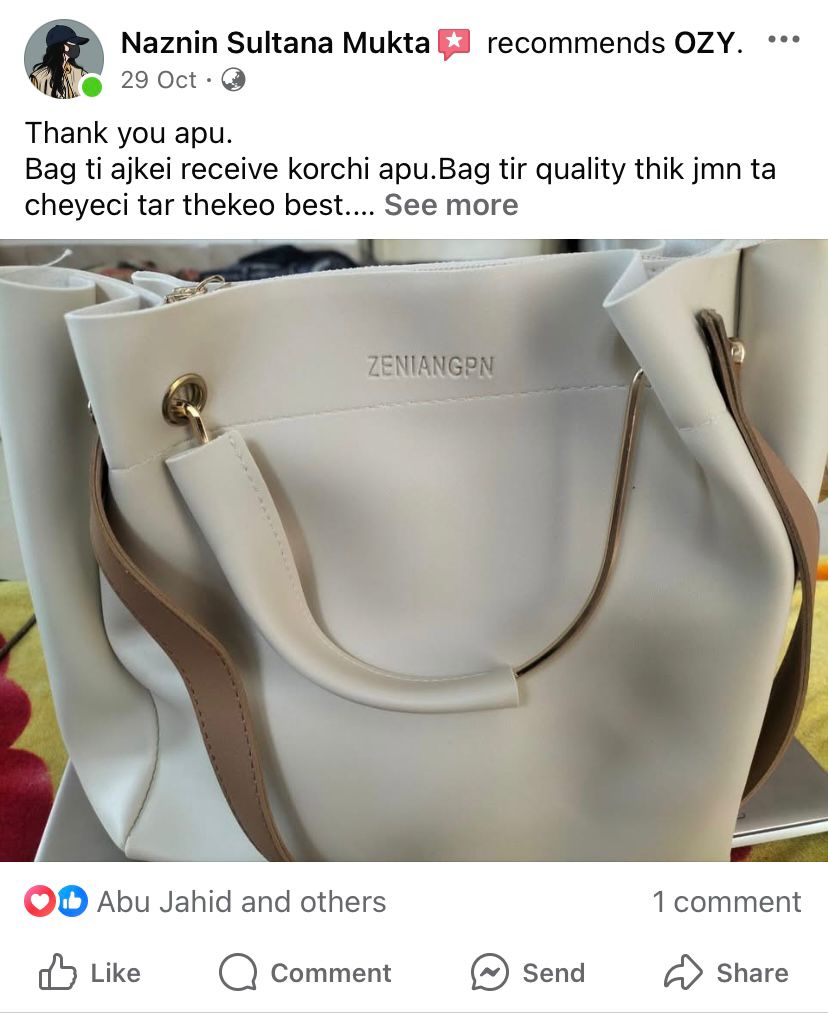 Naznin Sultana Mukta recommends OZY.
29 Oct ·
Thank you apu.
Bag ti ajkei receive korchi apu.Bag tir quality thik jmn ta
cheyeci tar thekeo best.... See more
ZENIANGPN
Abu Jahid and others 1 comment
Like Comment Send Share